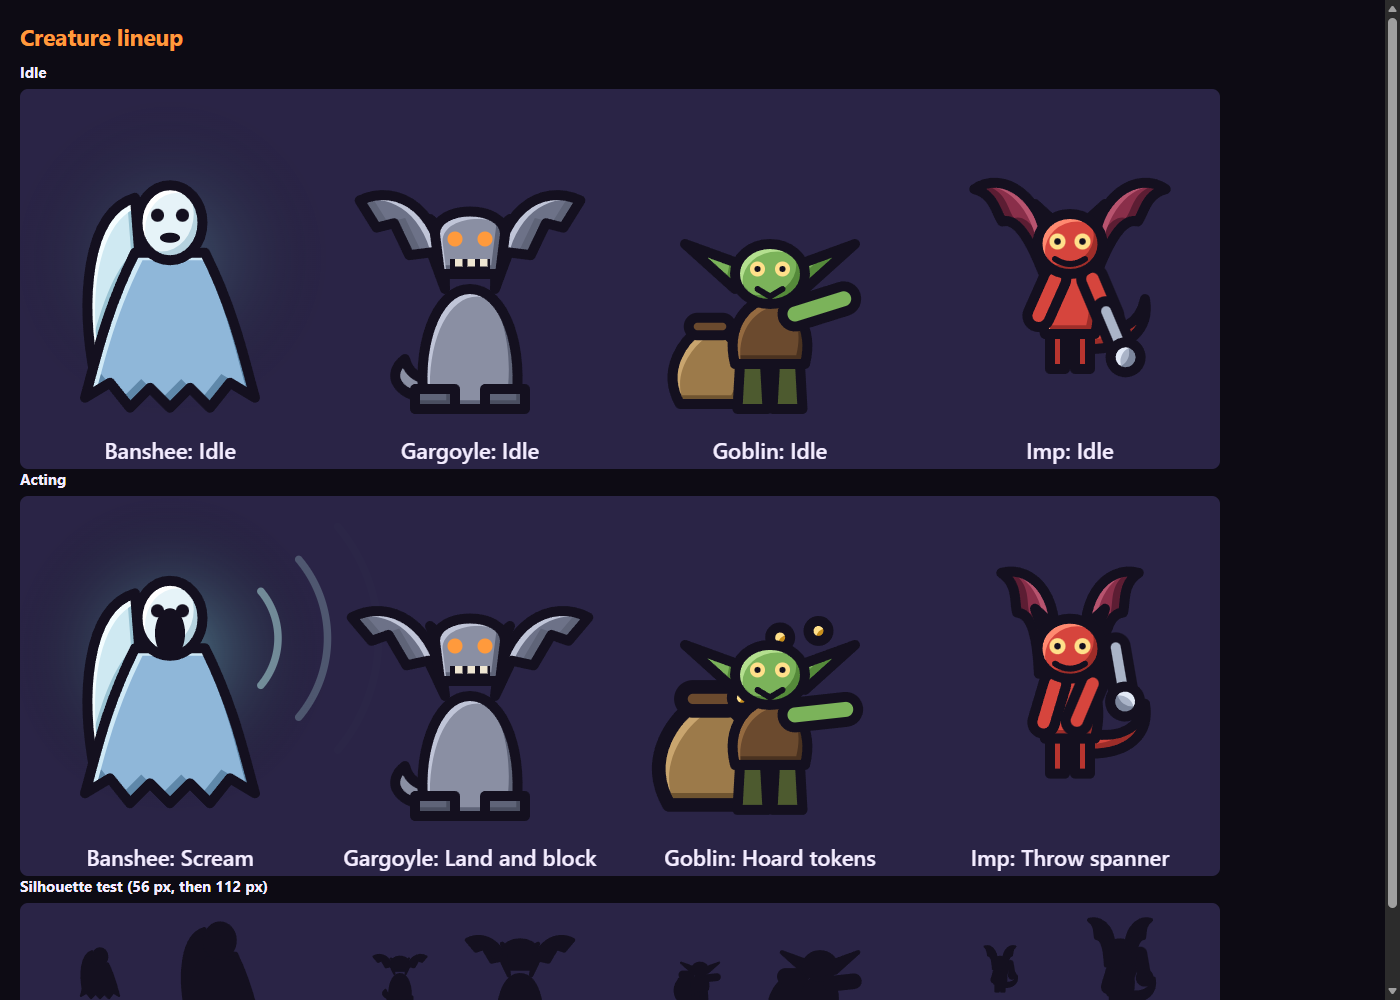 Creature lineup
Idle
Banshee: Idle
Gargoyle: Idle
Goblin: Idle
Imp: Idle
Acting
Banshee: Scream
Gargoyle: Land and block
Goblin: Hoard tokens
Imp: Throw spanner
Silhouette test (56 px, then 112 px)